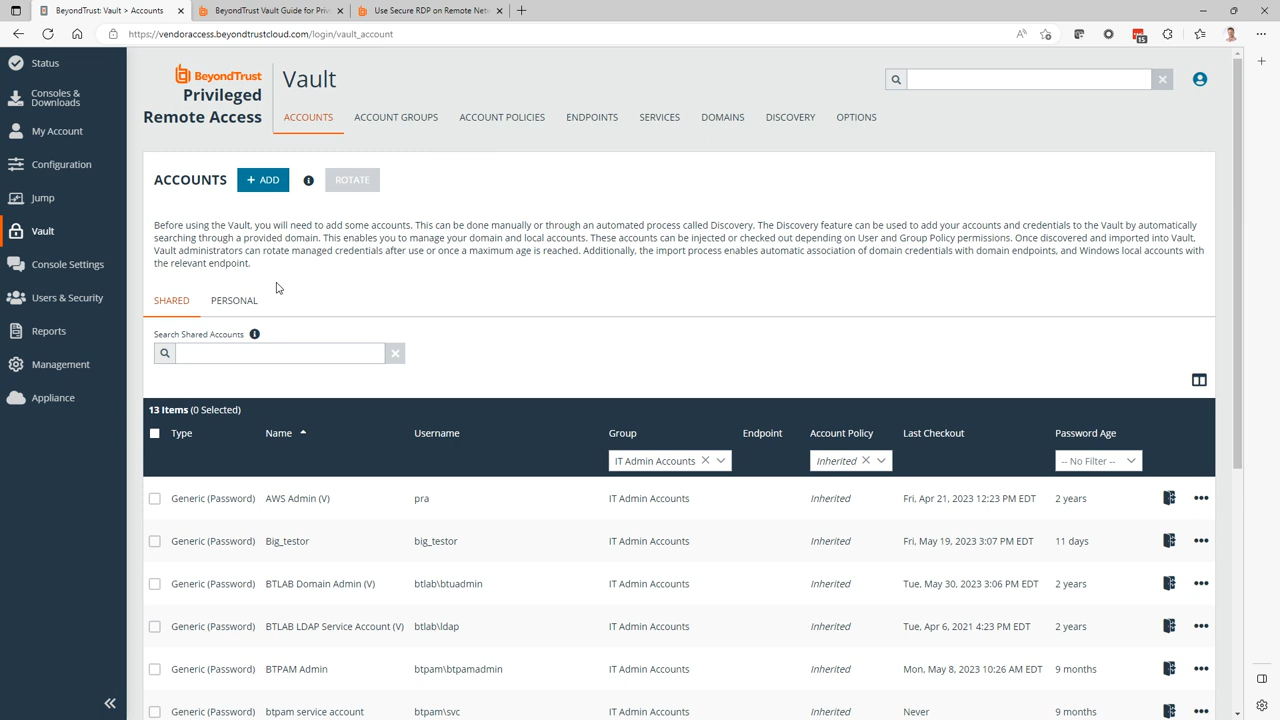 BeyondTrust: Vault > Accounts
BeyondTrust Vault Guide for Priv
Use Secure RDP on Remote Netw
https://vendoraccess.beyondtrustcloud.com/login/vault_account
15
Status
Consoles & Downloads
My Account
Configuration
Jump
Vault
Console Settings
Users & Security
Reports
Management
Appliance
BeyondTrust
Privileged
Remote Access
Vault
ACCOUNTS ACCOUNT GROUPS ACCOUNT POLICIES ENDPOINTS SERVICES DOMAINS DISCOVERY OPTIONS
ACCOUNTS + ADD ROTATE
Before using the Vault, you will need to add some accounts. This can be done manually or through an automated process called Discovery. The Discovery feature can be used to add your accounts and credentials to the Vault by automatically
searching through a provided domain. This enables you to manage your domain and local accounts. These accounts can be injected or checked out depending on User and Group Policy permissions. Once discovered and imported into Vault,
Vault administrators can rotate managed credentials after use or once a maximum age is reached. Additionally, the import process enables automatic association of domain credentials with domain endpoints, and Windows local accounts with
the relevant endpoint.
SHARED PERSONAL
Search Shared Accounts
13 Items (0 Selected)
Type Name Username Group Endpoint Account Policy Last Checkout Password Age
IT Admin Accounts Inherited -- No Filter --
Generic (Password) AWS Admin (V) pra IT Admin Accounts Inherited Fri, Apr 21, 2023 12:23 PM EDT 2 years
Generic (Password) Big_testor big_testor IT Admin Accounts Inherited Fri, May 19, 2023 3:07 PM EDT 11 days
Generic (Password) BTLAB Domain Admin (V) btlab\btuadmin IT Admin Accounts Inherited Tue, May 30, 2023 3:06 PM EDT 2 years
Generic (Password) BTLAB LDAP Service Account (V) btlab\ldap IT Admin Accounts Inherited Tue, Apr 6, 2021 4:23 PM EDT 2 years
Generic (Password) BTPAM Admin btpam\btpamadmin IT Admin Accounts Inherited Mon, May 8, 2023 10:26 AM EDT 9 months
Generic (Password) btpam service account btpam\svc IT Admin Accounts Inherited Never 9 months